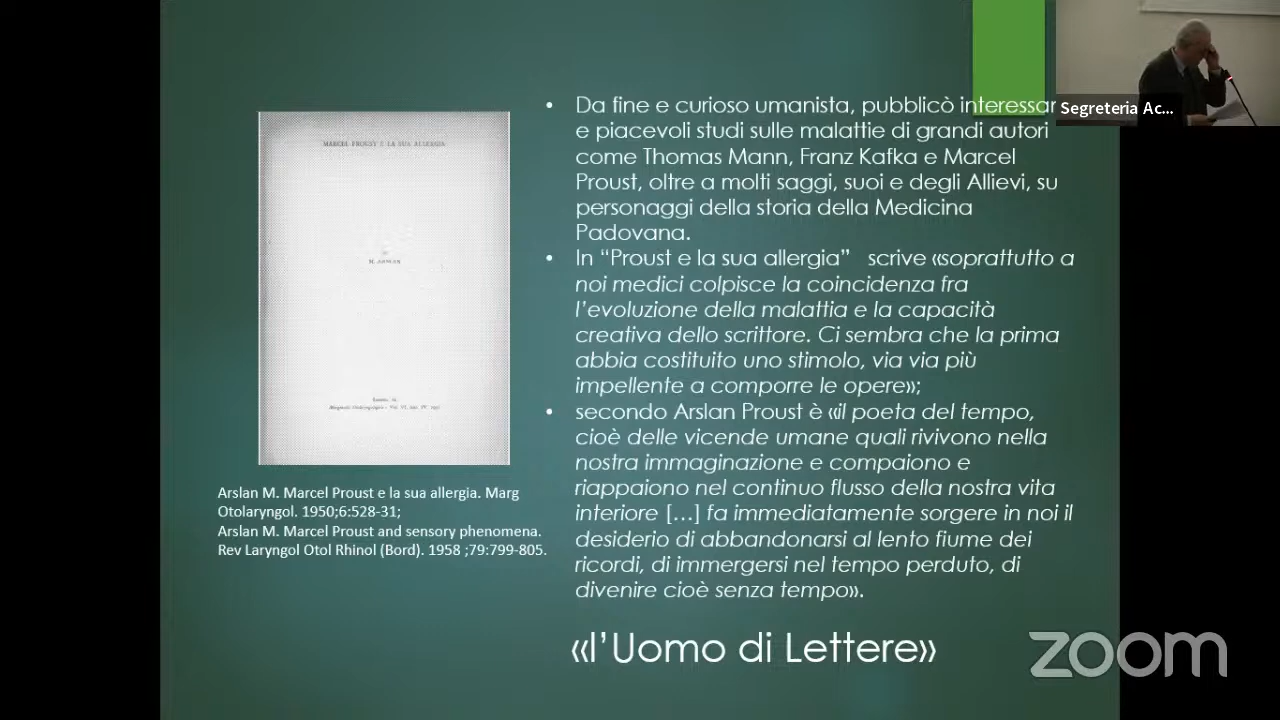 MARCEL PROUST E LA SUA ALLERGIA
M. ARSLAN
Arslan M. Marcel Proust e la sua allergia. Marg
Otolaryngol. 1950;6:528-31;
Arslan M. Marcel Proust and sensory phenomena.
Rev Laryngol Otol Rhinol (Bord). 1958 ;79:799-805.
• Da fine e curioso umanista, pubblicò interessar
e piacevoli studi sulle malattie di grandi autori
come Thomas Mann, Franz Kafka e Marcel
Proust, oltre a molti saggi, suoi e degli Allievi, su
personaggi della storia della Medicina
Padovana.
• In “Proust e la sua allergia” scrive «soprattutto a
noi medici colpisce la coincidenza fra
l’evoluzione della malattia e la capacità
creativa dello scrittore. Ci sembra che la prima
abbia costituito uno stimolo, via via più
impellente a comporre le opere»;
• secondo Arslan Proust è «il poeta del tempo,
cioè delle vicende umane quali rivivono nella
nostra immaginazione e compaiono e
riappaiono nel continuo flusso della nostra vita
interiore […] fa immediatamente sorgere in noi il
desiderio di abbandonarsi al lento fiume dei
ricordi, di immergersi nel tempo perduto, di
divenire cioè senza tempo».
«l’Uomo di Lettere»
Segreteria Ac...
zoom